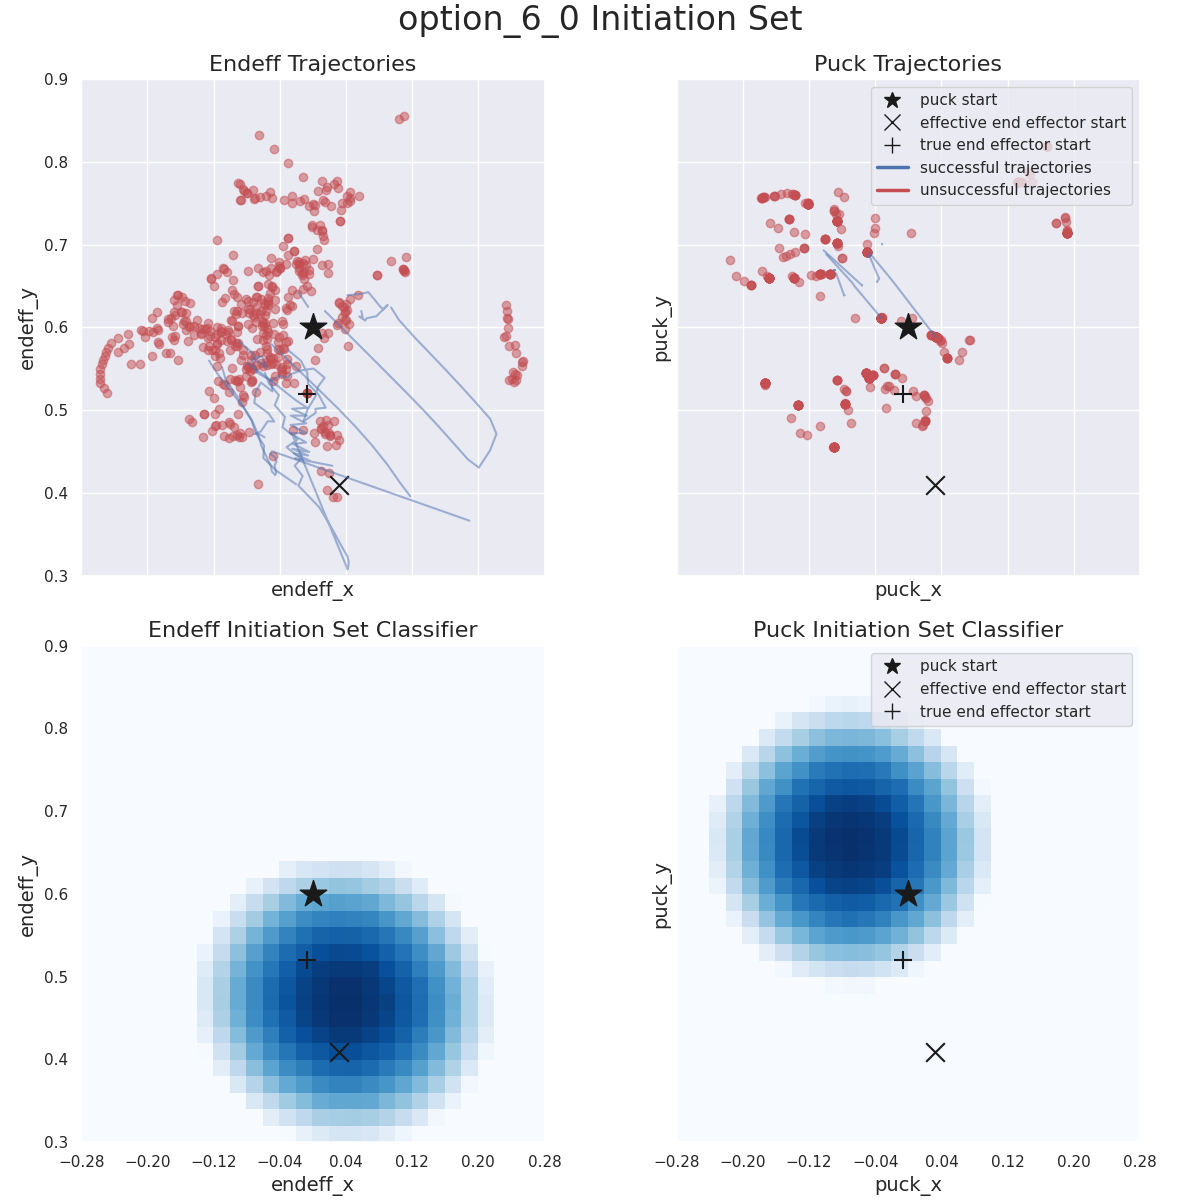 option_6_0 Initiation Set
Endeff Trajectories
0.9
0.8
0.7
0.6
0.5
0.4
0.3
endeff_y
endeff_x
Puck Trajectories
puck start
effective end effector start
true end effector start
successful trajectories
unsuccessful trajectories
puck_y
puck_x
Endeff Initiation Set Classifier
0.9
0.8
0.7
0.6
0.5
0.4
0.3
endeff_y
−0.28 −0.20 −0.12 −0.04 0.04 0.12 0.20 0.28
endeff_x
Puck Initiation Set Classifier
puck start
effective end effector start
true end effector start
puck_y
−0.28 −0.20 −0.12 −0.04 0.04 0.12 0.20 0.28
puck_x